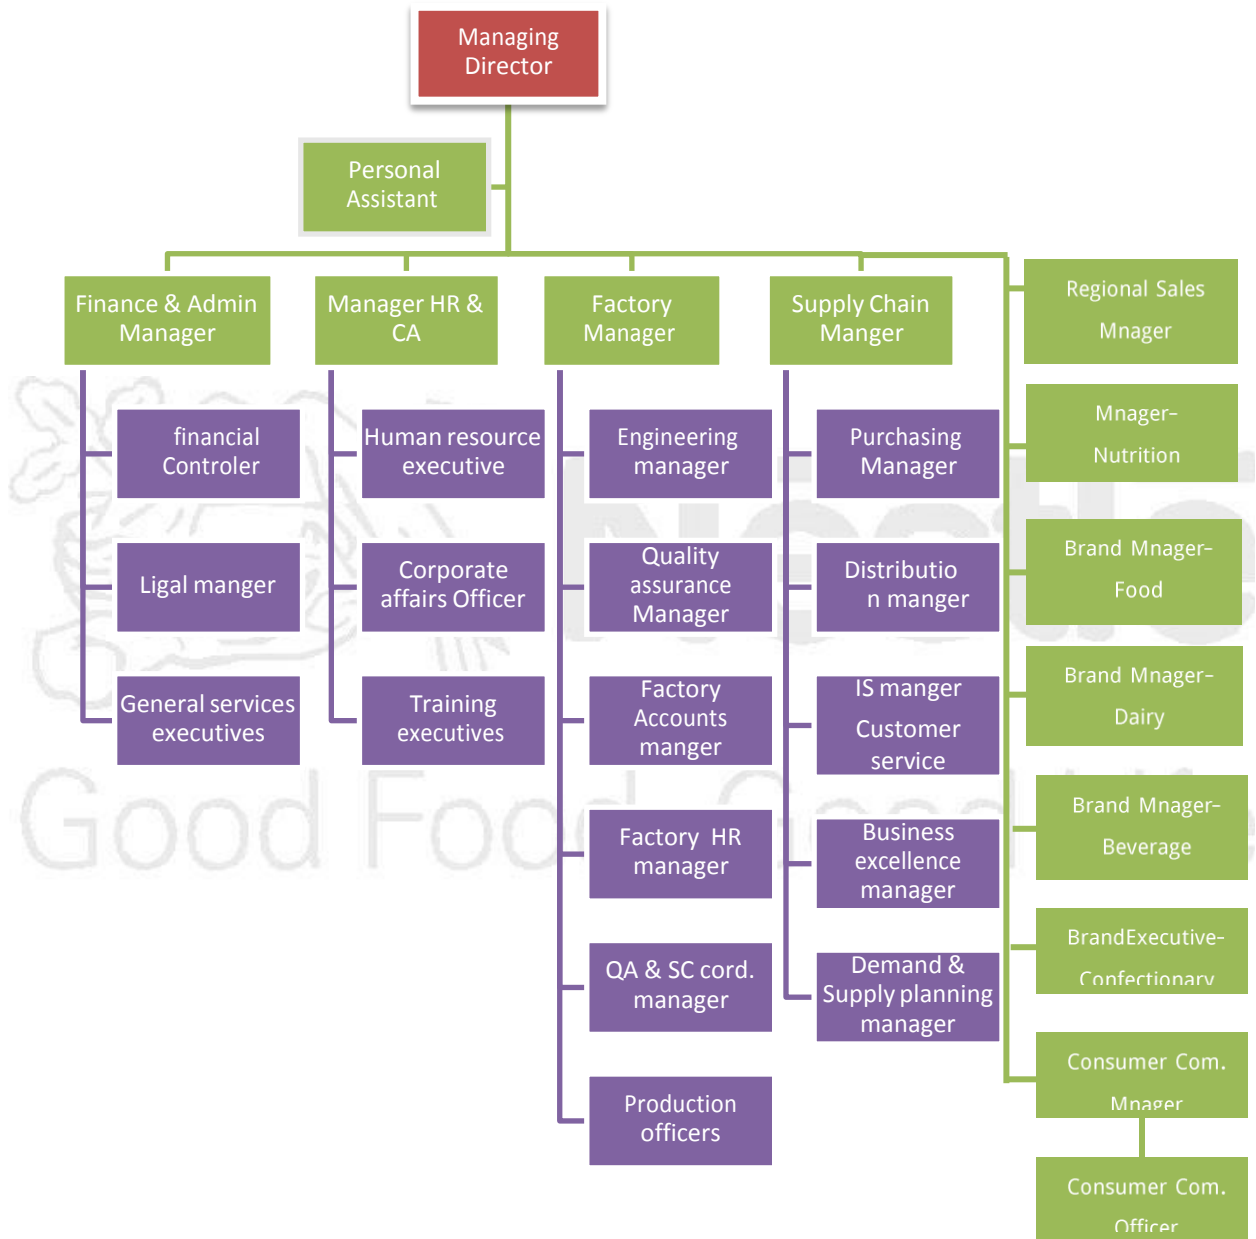 Managing
Director
Personal
Assistant
Finance & Admin
Manager
Manager HR &
CA
Factory
Manager
Supply Chain
Manger
Regional Sales
Mnager
financial
Controler
Ligal manger
General services
executives
Human resource
executive
Corporate
affairs Officer
Training
executives
Engineering
manager
Quality
assurance
Manager
Factory
Accounts
manger
Factory HR
manager
QA & SC cord.
manager
Production
officers
Purchasing
Manager
Distributio
n manger
IS manger
Customer
service
Business
excellence
manager
Demand &
Supply planning
manager
Mnager-
Nutrition
Brand Mnager-
Food
Brand Mnager-
Dairy
Brand Mnager-
Beverage
BrandExecutive-
Confectionary
Consumer Com.
Mnager
Consumer Com.
Officer
Nestle
Good Food, Good Life